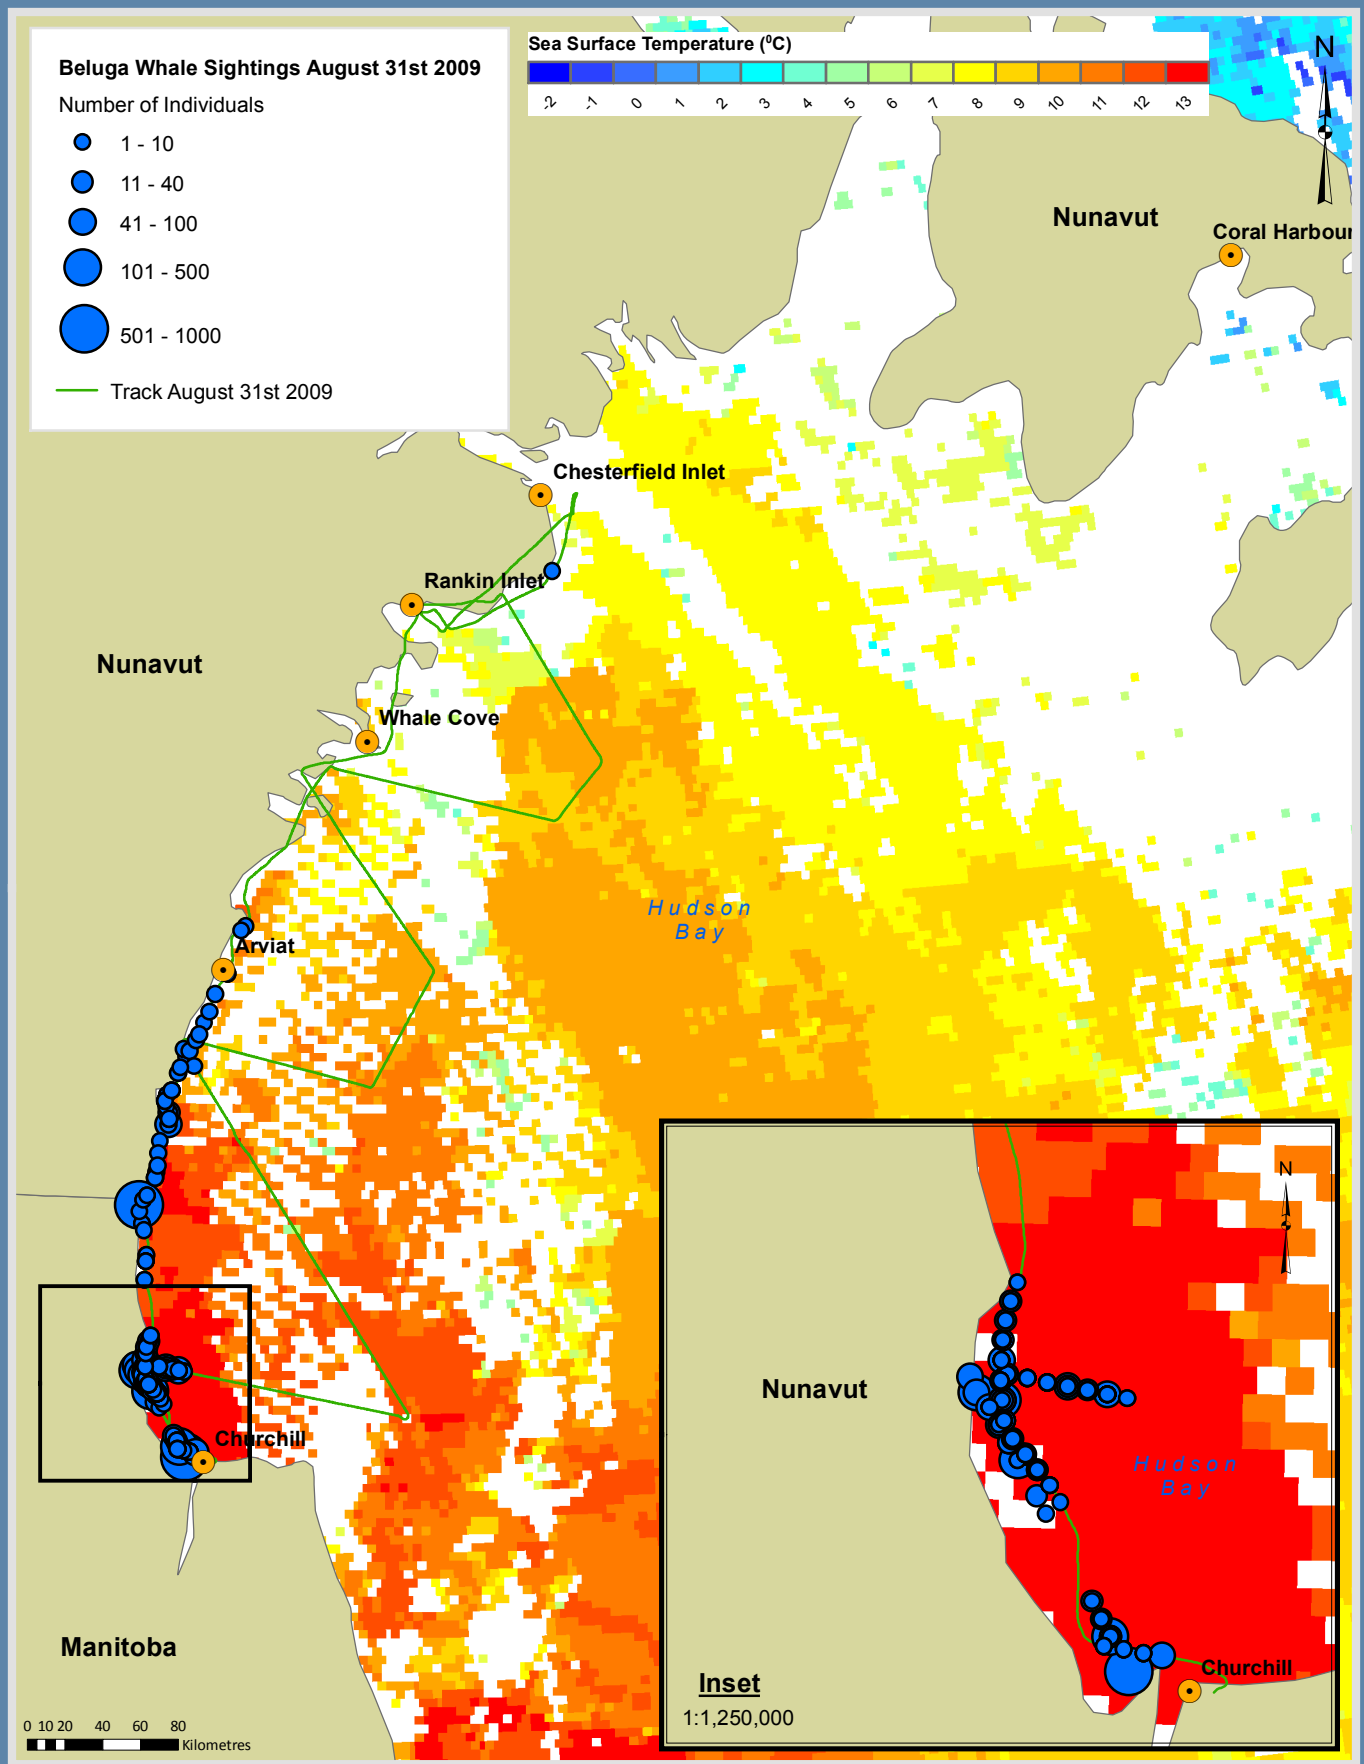 Beluga Whale Sightings August 31st 2009
Number of Individuals
1 - 10
11 - 40
41 - 100
101 - 500
501 - 1000
Track August 31st 2009
Sea Surface Temperature (⁰C)
-2 -1 0 1 2 3 4 5 6 7 8 9 10 11 12 13
N
Nunavut
Coral Harbour
Chesterfield Inlet
Rankin Inlet
Nunavut
Whale Cove
Hudson
Bay
Arviat
Churchill
Manitoba
0 10 20 40 60 80
Kilometres
N
Nunavut
Hudson
Bay
Churchill
Inset
1:1,250,000